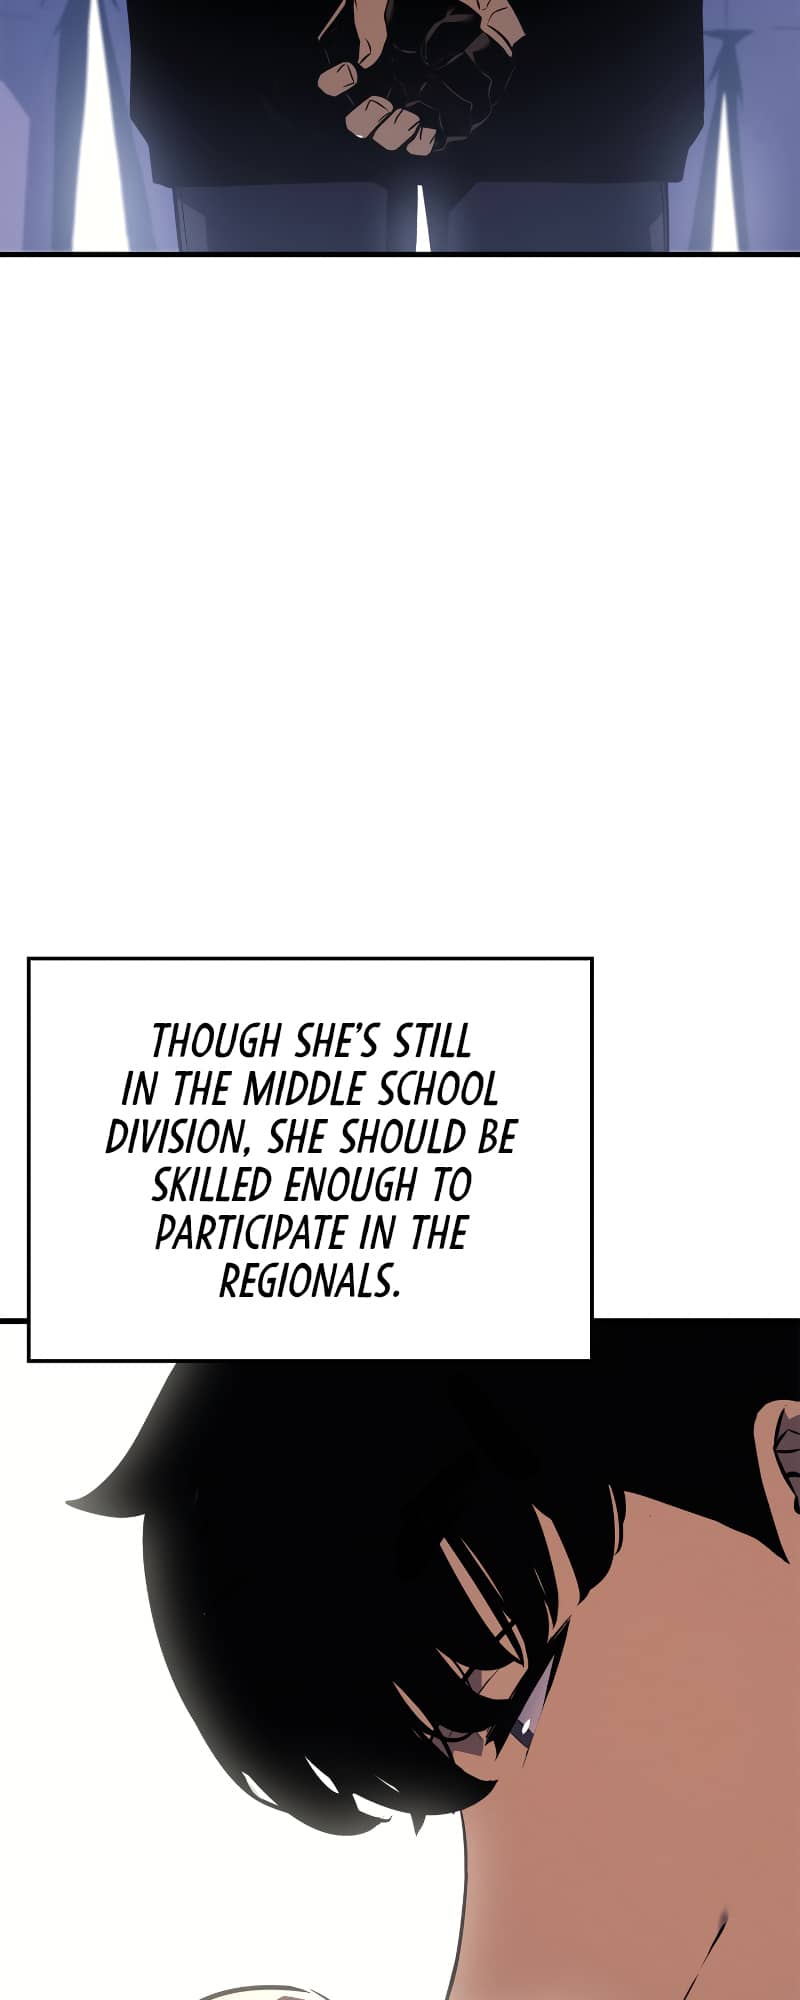 THOUGH SHE'S STILL
IN THE MIDDLE SCHOOL
DIVISION, SHE SHOULD BE
SKILLED ENOUGH TO
PARTICIPATE IN THE
REGIONALS.